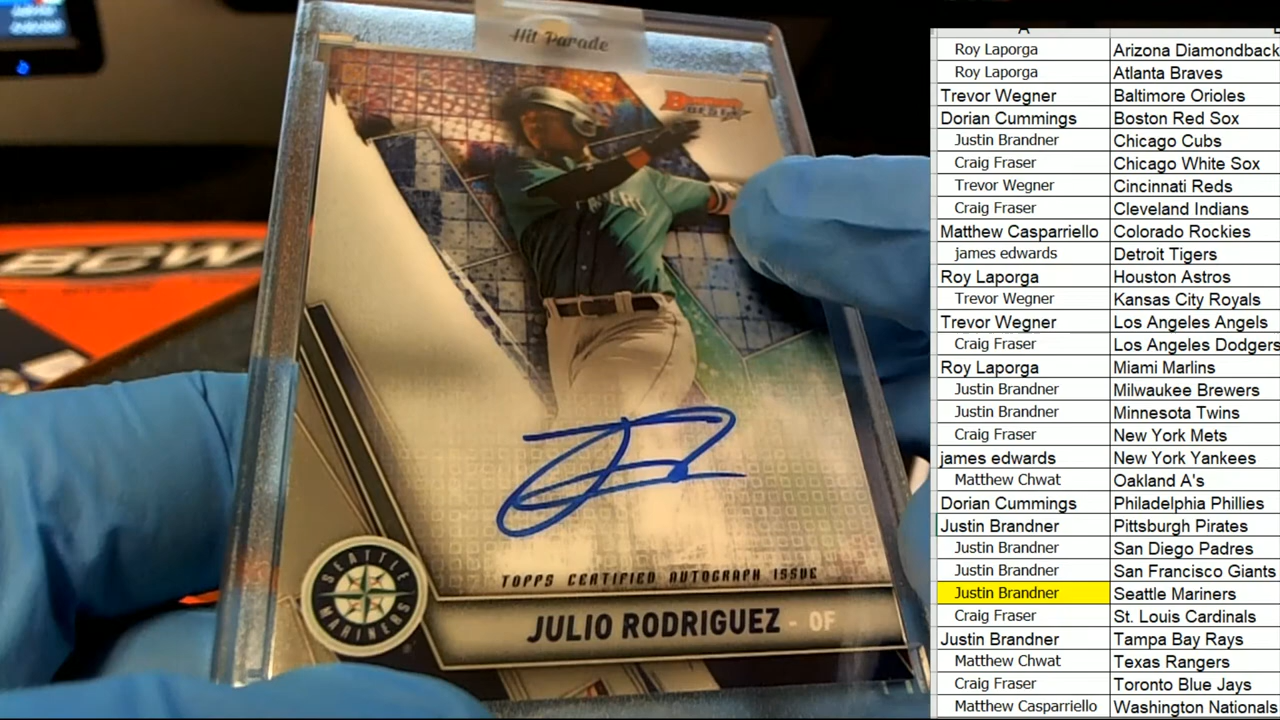 Hit Parade
BOWMAN'S
BEST
BCW
TOPPS CERTIFIED AUTOGRAPH ISSUE
SEATTLE
MARINERS
JULIO RODRIGUEZ - OF
A
Roy Laporga Arizona Diamondback
Roy Laporga Atlanta Braves
Trevor Wegner Baltimore Orioles
Dorian Cummings Boston Red Sox
Justin Brandner Chicago Cubs
Craig Fraser Chicago White Sox
Trevor Wegner Cincinnati Reds
Craig Fraser Cleveland Indians
Matthew Casparriello Colorado Rockies
james edwards Detroit Tigers
Roy Laporga Houston Astros
Trevor Wegner Kansas City Royals
Trevor Wegner Los Angeles Angels
Craig Fraser Los Angeles Dodgers
Roy Laporga Miami Marlins
Justin Brandner Milwaukee Brewers
Justin Brandner Minnesota Twins
Craig Fraser New York Mets
james edwards New York Yankees
Matthew Chwat Oakland A's
Dorian Cummings Philadelphia Phillies
Justin Brandner Pittsburgh Pirates
Justin Brandner San Diego Padres
Justin Brandner San Francisco Giants
Justin Brandner Seattle Mariners
Craig Fraser St. Louis Cardinals
Justin Brandner Tampa Bay Rays
Matthew Chwat Texas Rangers
Craig Fraser Toronto Blue Jays
Matthew Casparriello Washington Nationals